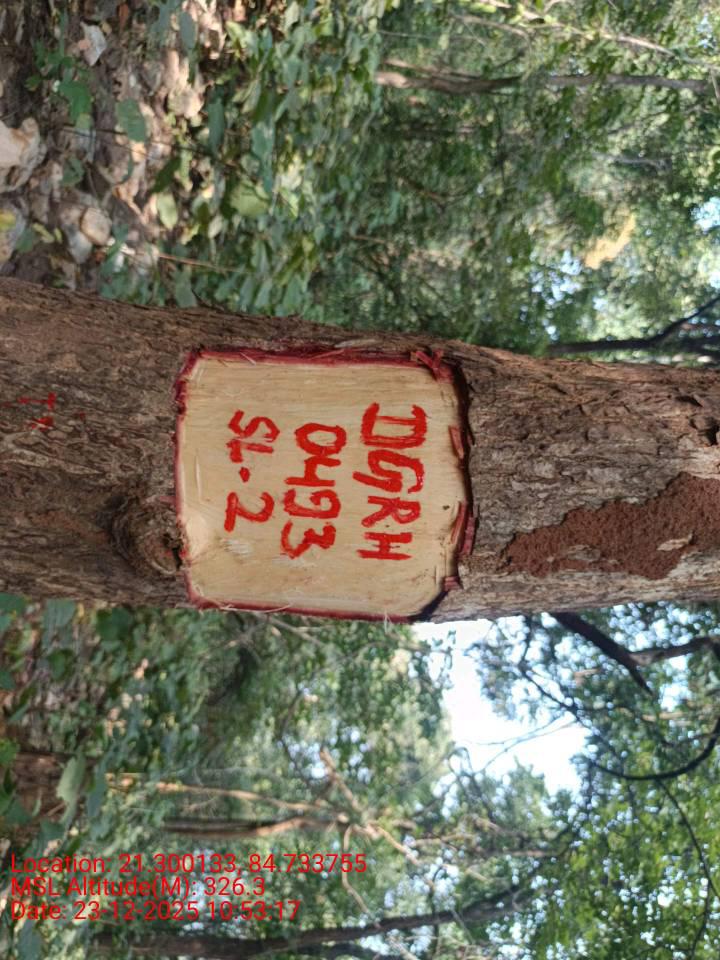 DGRH
0493
SL-2
Location: 21.300133, 84.733755
MSL Altitude(M): 326.3
Date: 23-12-2025 10:53:17